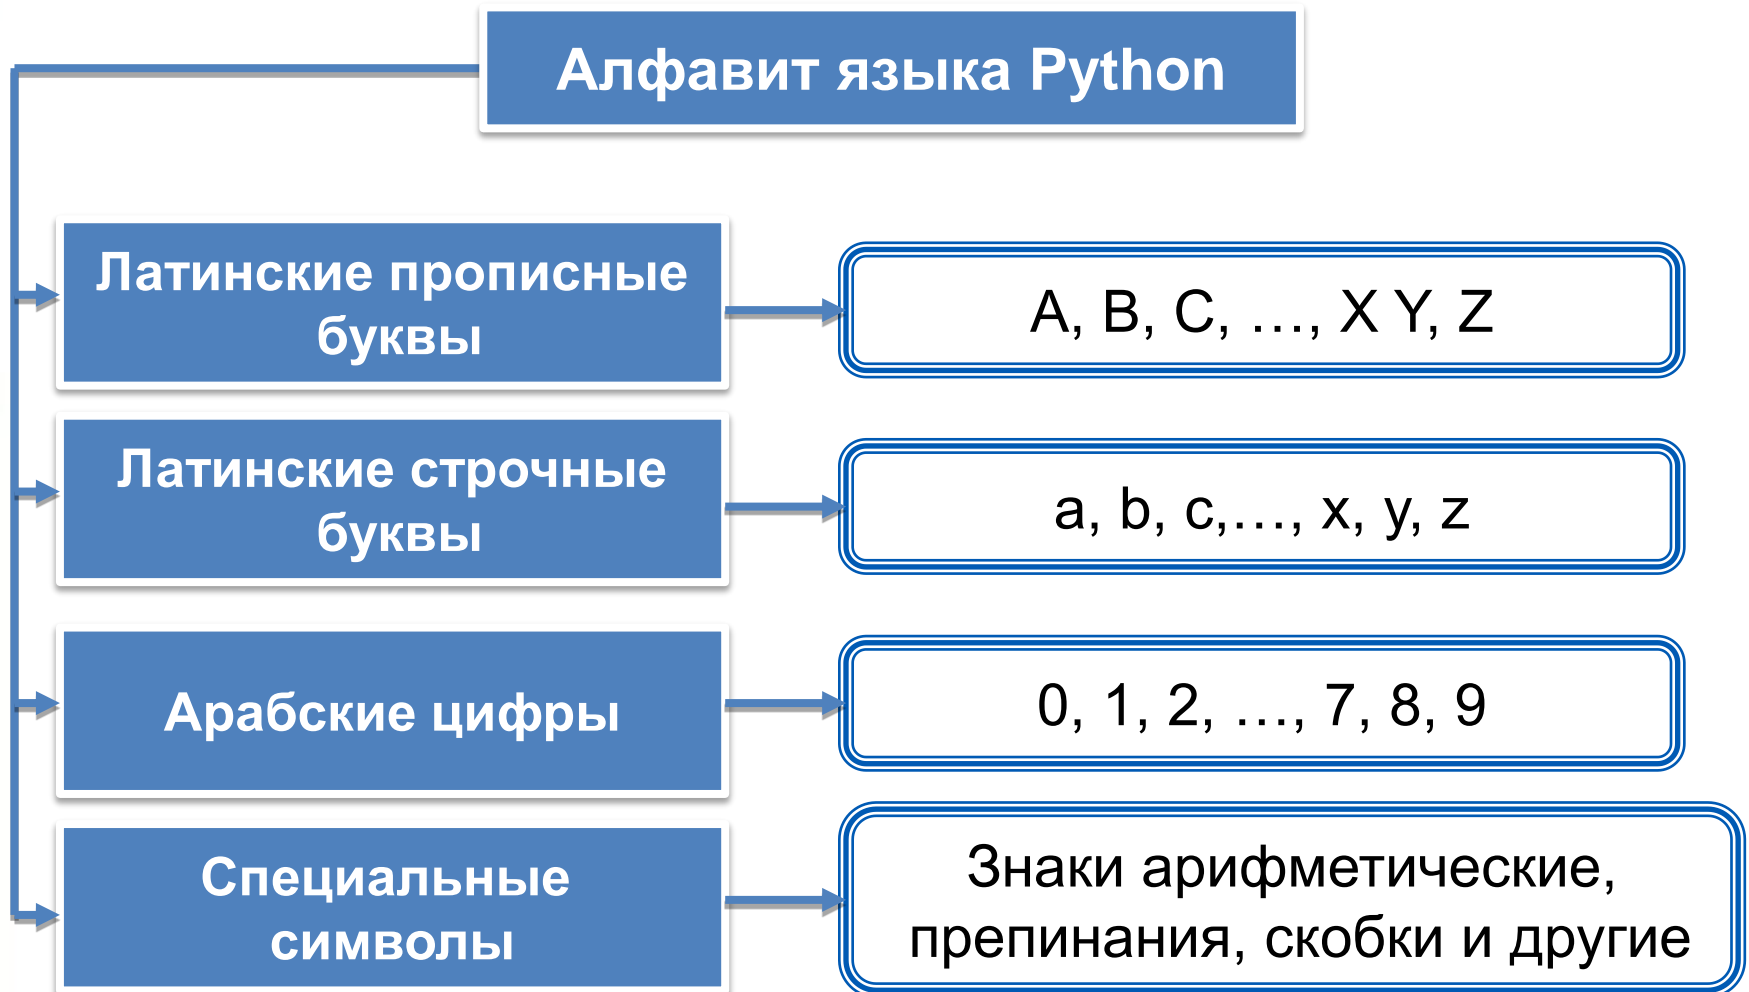 Алфавит языка Python
Латинские прописные
буквы
A, B, C, …, X Y, Z
Латинские строчные
буквы
a, b, c,…, x, y, z
Арабские цифры
0, 1, 2, …, 7, 8, 9
Специальные
символы
Знаки арифметические,
препинания, скобки и другие